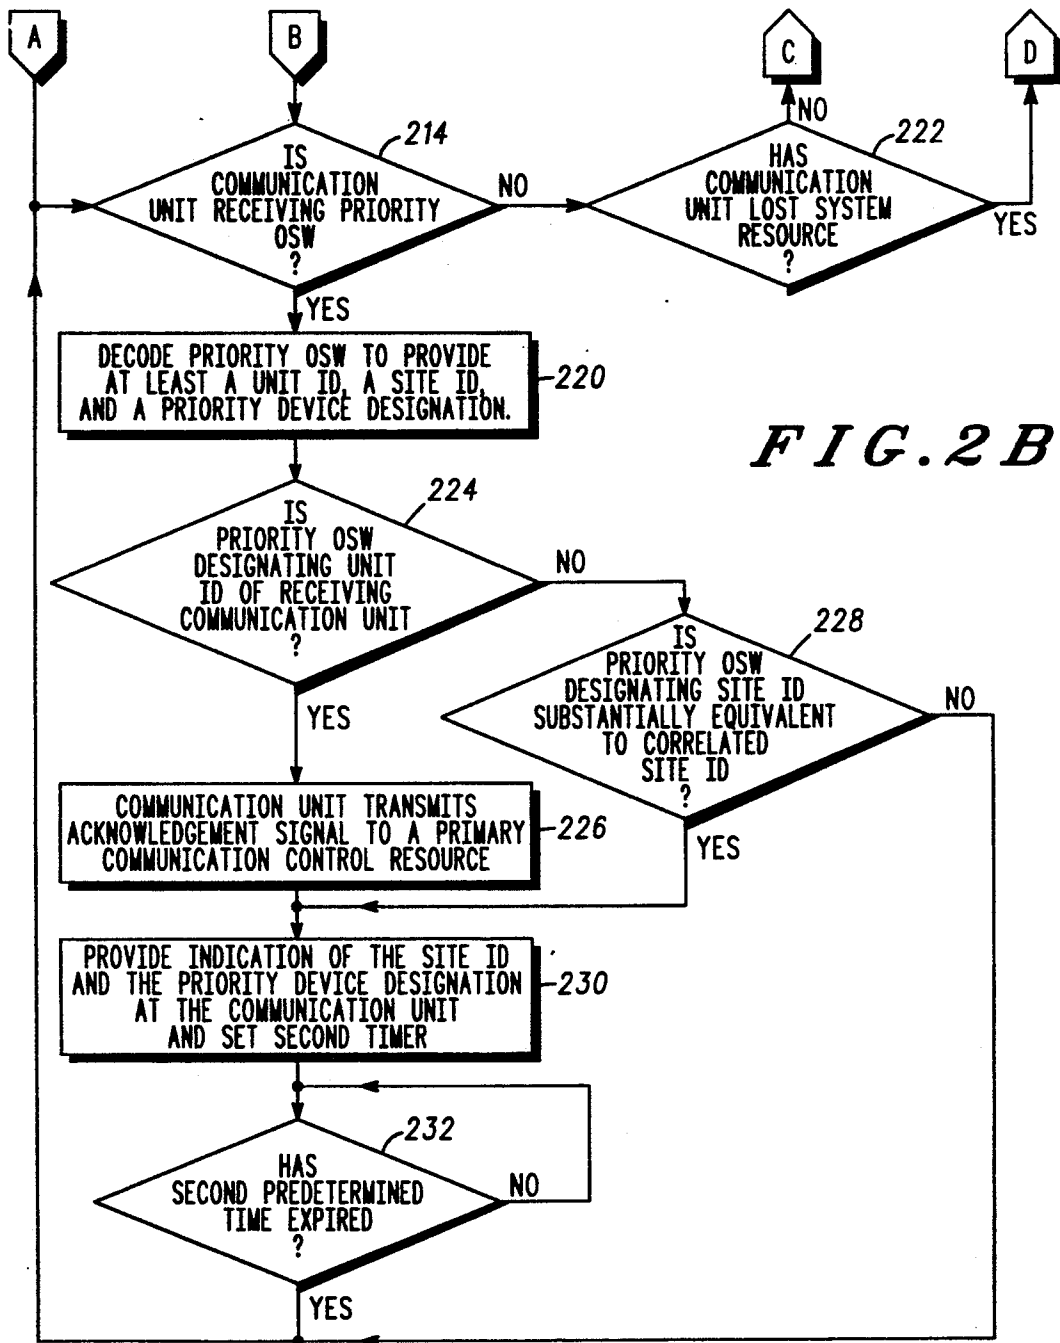 A
B
C
D
214
IS
COMMUNICATION
UNIT RECEIVING PRIORITY
OSW
?
NO
YES
NO
222
HAS
COMMUNICATION
UNIT LOST SYSTEM
RESOURCE
?
YES
DECODE PRIORITY OSW TO PROVIDE
AT LEAST A UNIT ID, A SITE ID,
AND A PRIORITY DEVICE DESIGNATION.
220
FIG.2B
224
IS
PRIORITY OSW
DESIGNATING UNIT
ID OF RECEIVING
COMMUNICATION UNIT
?
NO
YES
228
IS
PRIORITY OSW
DESIGNATING SITE ID
SUBSTANTIALLY EQUIVALENT
TO CORRELATED
SITE ID
?
NO
YES
COMMUNICATION UNIT TRANSMITS
ACKNOWLEDGEMENT SIGNAL TO A PRIMARY
COMMUNICATION CONTROL RESOURCE
226
PROVIDE INDICATION OF THE SITE ID
AND THE PRIORITY DEVICE DESIGNATION
AT THE COMMUNICATION UNIT
AND SET SECOND TIMER
230
232
HAS
SECOND PREDETERMINED
TIME EXPIRED
?
NO
YES